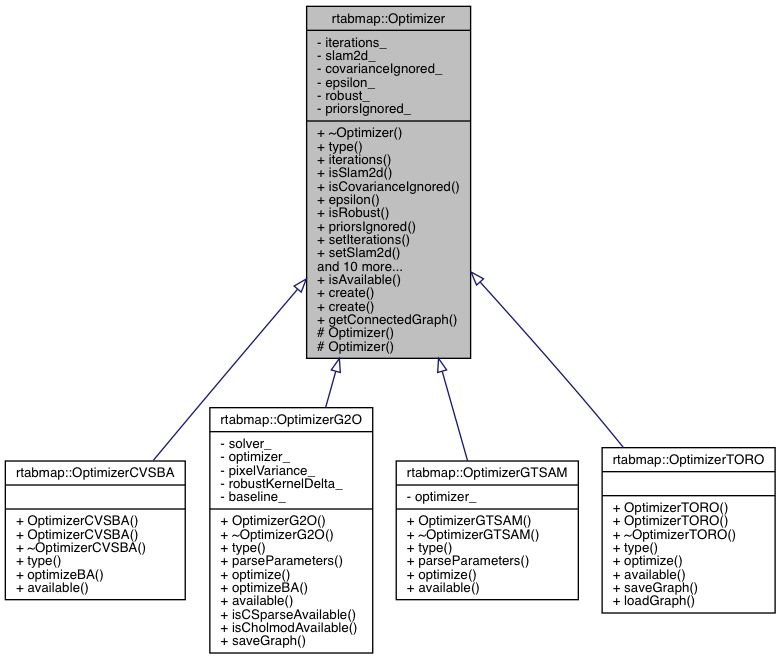 rtabmap::Optimizer
- iterations_
- slam2d_
- covarianceIgnored_
- epsilon_
- robust_
- priorsIgnored_
+ ~Optimizer()
+ type()
+ iterations()
+ isSlam2d()
+ isCovarianceIgnored()
+ epsilon()
+ isRobust()
+ priorsIgnored()
+ setIterations()
+ setSlam2d()
and 10 more...
+ isAvailable()
+ create()
+ create()
+ getConnectedGraph()
# Optimizer()
# Optimizer()
rtabmap::OptimizerCVSBA
+ OptimizerCVSBA()
+ OptimizerCVSBA()
+ ~OptimizerCVSBA()
+ type()
+ optimizeBA()
+ available()
rtabmap::OptimizerG2O
- solver_
- optimizer_
- pixelVariance_
- robustKernelDelta_
- baseline_
+ OptimizerG2O()
+ ~OptimizerG2O()
+ type()
+ parseParameters()
+ optimize()
+ optimizeBA()
+ available()
+ isCSparseAvailable()
+ isCholmodAvailable()
+ saveGraph()
rtabmap::OptimizerGTSAM
- optimizer_
+ OptimizerGTSAM()
+ ~OptimizerGTSAM()
+ type()
+ parseParameters()
+ optimize()
+ available()
rtabmap::OptimizerTORO
+ OptimizerTORO()
+ OptimizerTORO()
+ ~OptimizerTORO()
+ type()
+ optimize()
+ available()
+ saveGraph()
+ loadGraph()